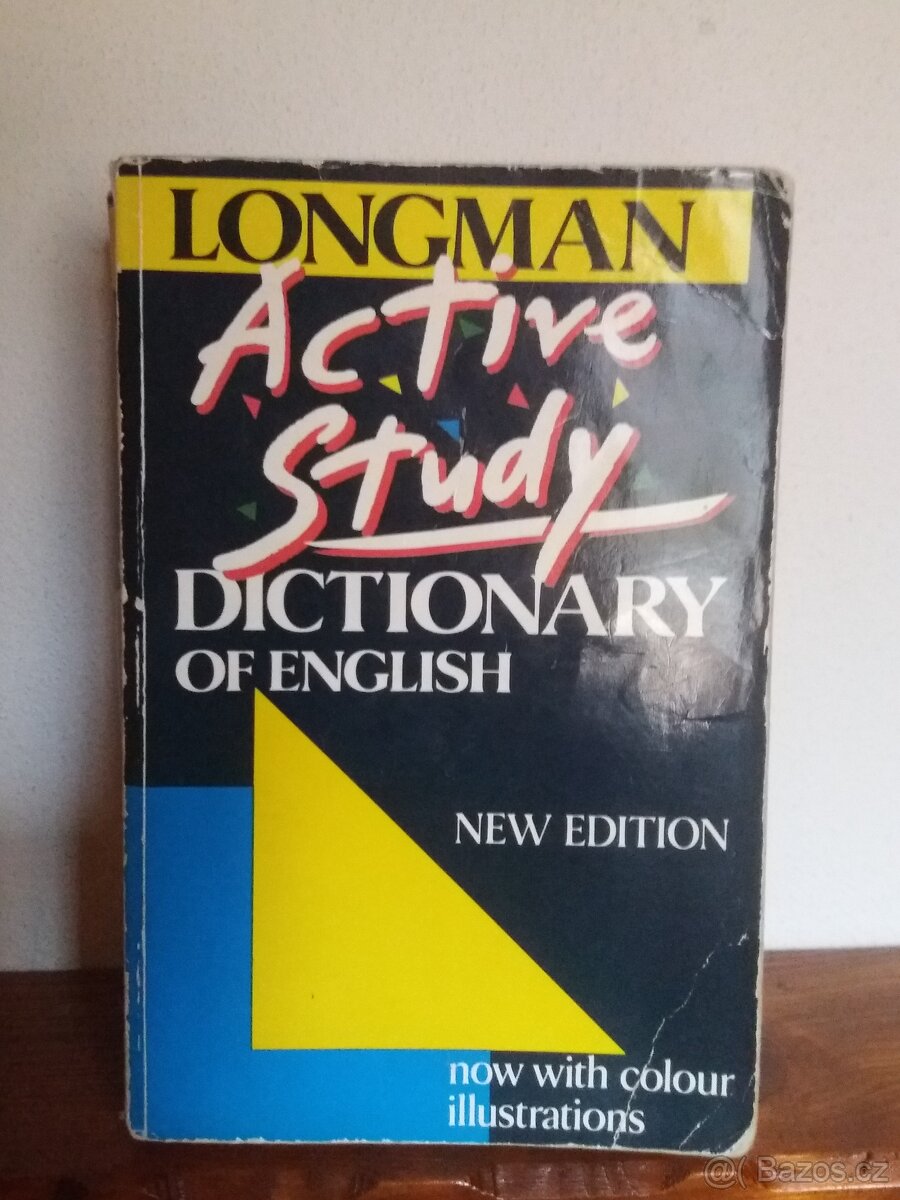 LONGMAN
Active
Study
DICTIONARY
OF ENGLISH
NEW EDITION
now with colour
illustrations
@( Bazos.cz